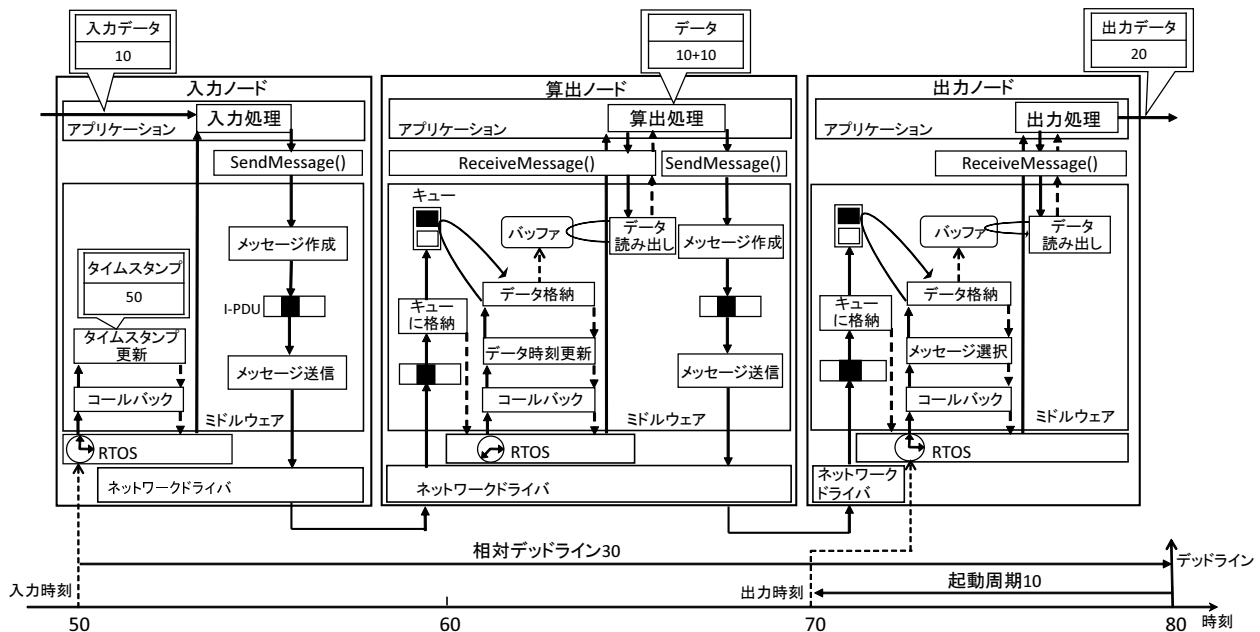 入力データ
10
データ
10+10
出力データ
20
入力ノード
入力処理
アプリケーション
SendMessage()
メッセージ作成
タイムスタンプ
50
I-PDU
タイムスタンプ
更新
メッセージ送信
コールバック
ミドルウェア
RTOS
ネットワークドライバ
算出ノード
算出処理
アプリケーション
ReceiveMessage()
SendMessage()
キュー
バッファ
データ
読み出し
メッセージ作成
データ格納
キュー
に格納
データ時刻更新
メッセージ送信
コールバック
ミドルウェア
RTOS
ネットワークドライバ
出力ノード
出力処理
アプリケーション
ReceiveMessage()
バッファ
データ
読み出し
データ格納
キュー
に格納
メッセージ選択
コールバック
ミドルウェア
RTOS
ネットワーク
ドライバ
相対デッドライン30
デッドライン
入力時刻
出力時刻
起動周期10
50
60
70
80
時刻